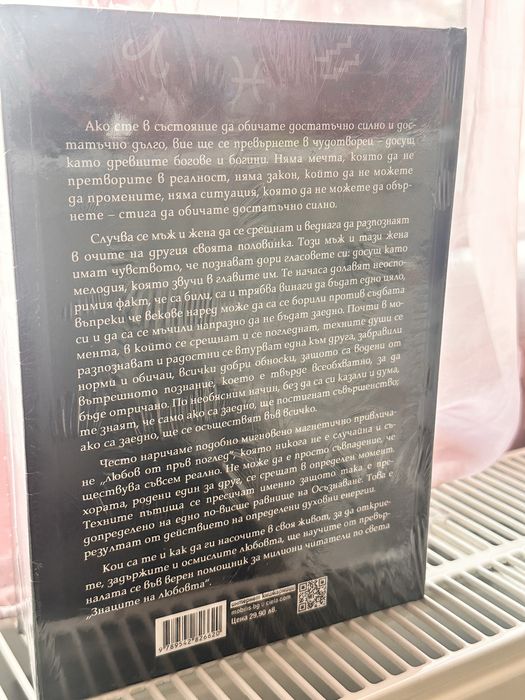 Ако сте в състояние да обичате достатъчно силно и дос-
татъчно дълго, вие ще се превърнете в чудотворец – досущ
като древните богове и богини. Няма мечта, която да не
претворите в реалност, няма закон, който да не можете
да промените, няма ситуация, която да не можете да обър-
нете – стига да обичате достатъчно силно.
Случва се мъж и жена да се срещнат и веднага да разпознаят
в очите на другия своята половинка. Този мъж и тази жена
имат чувството, че познават дори гласовете си: досущ като
мелодия, която звучи в главите им. Те начаса долавят неоспо-
римия факт, че са били, са и трябва винаги да бъдат едно цяло,
въпреки че векове наред може да са се борили против съдбата
си и да са се мъчили напразно да не бъдат заедно. Почти в мо-
мента, в който се срещнат и се погледнат, техните души се
разпознават и радостни се втурват една към друга, забравили
норми и обичаи, всички добри обноски, защото са водени от
вътрешното познание, което е твърде всеобхватно, за да
бъде отричано. По необясним начин, без да са си казали и дума,
те знаят, че само ако са заедно, ще постигнат съвършенство;
ако са заедно, ще се осъществят във всичко.
Често наричаме подобно мигновено магнетично привлича-
не „любов от пръв поглед“, която никога не е случайна и съ-
ществува съвсем реално. Не може да е просто съвпадение, че
хората, родени един за друг, се срещат в определен момент.
Техните пътища се пресичат именно защото така е пре-
допределено на едно по-висше равнище на Осъзнаване. Това е
резултат от действието на определени духовни енергии.
Кои са те и как да ги насочите в своя живот, за да открие-
те, задържите и осмислите любовта, ще научите от превър-
налата се във верен помощник за милиони читатели по света
„Знаците на любовта“.
mobilis.bg ciela.com
Цена 29,90 лв.
9 789542 826620